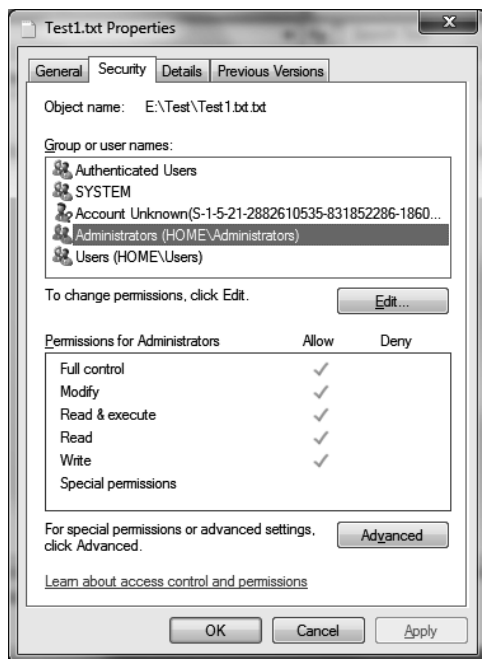 Test1.txt Properties
X
General Security Details Previous Versions
Object name: E:\Test\Test1.txt.txt
Group or user names:
Authenticated Users
SYSTEM
Account Unknown(S-1-5-21-2882610535-831852286-1860...
Administrators (HOME\Administrators)
Users (HOME\Users)
To change permissions, click Edit.
Edit...
Permissions for Administrators Allow Deny
Full control
Modify
Read & execute
Read
Write
Special permissions
For special permissions or advanced settings,
click Advanced.
Advanced
Learn about access control and permissions
OK Cancel Apply